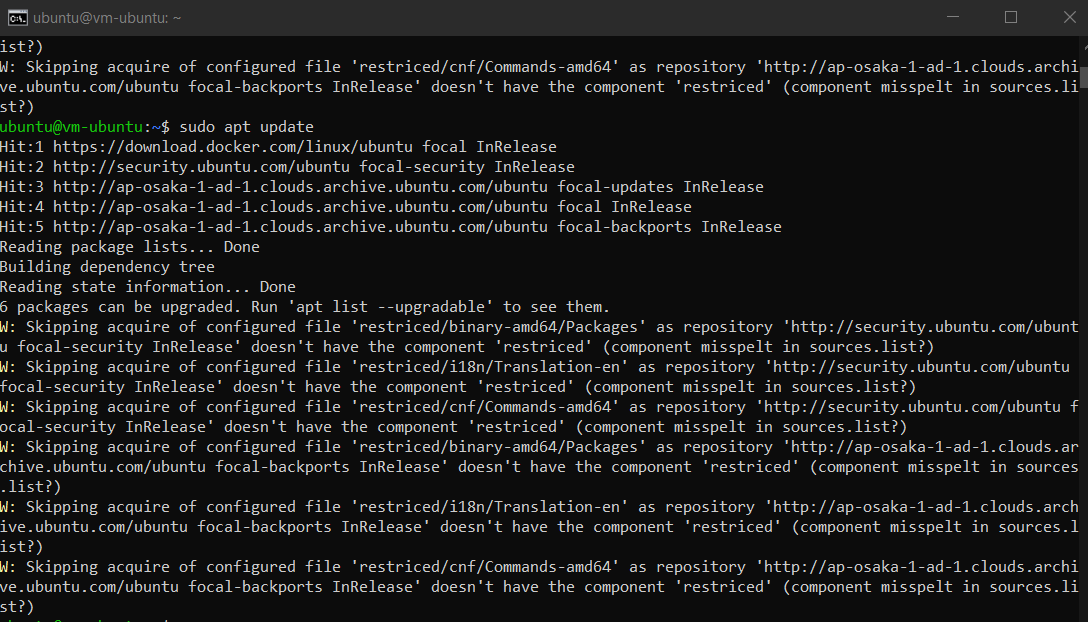 ubuntu@vm-ubuntu: ~
ist?)
W: Skipping acquire of configured file 'restriced/cnf/Commands-amd64' as repository 'http://ap-osaka-1-ad-1.clouds.archi
ve.ubuntu.com/ubuntu focal-backports InRelease' doesn't have the component 'restriced' (component misspelt in sources.li
st?)
ubuntu@vm-ubuntu:~$ sudo apt update
Hit:1 https://download.docker.com/linux/ubuntu focal InRelease
Hit:2 http://security.ubuntu.com/ubuntu focal-security InRelease
Hit:3 http://ap-osaka-1-ad-1.clouds.archive.ubuntu.com/ubuntu focal-updates InRelease
Hit:4 http://ap-osaka-1-ad-1.clouds.archive.ubuntu.com/ubuntu focal InRelease
Hit:5 http://ap-osaka-1-ad-1.clouds.archive.ubuntu.com/ubuntu focal-backports InRelease
Reading package lists... Done
Building dependency tree
Reading state information... Done
6 packages can be upgraded. Run 'apt list --upgradable' to see them.
W: Skipping acquire of configured file 'restriced/binary-amd64/Packages' as repository 'http://security.ubuntu.com/ubunt
u focal-security InRelease' doesn't have the component 'restriced' (component misspelt in sources.list?)
W: Skipping acquire of configured file 'restriced/i18n/Translation-en' as repository 'http://security.ubuntu.com/ubuntu
focal-security InRelease' doesn't have the component 'restriced' (component misspelt in sources.list?)
W: Skipping acquire of configured file 'restriced/cnf/Commands-amd64' as repository 'http://security.ubuntu.com/ubuntu f
ocal-security InRelease' doesn't have the component 'restriced' (component misspelt in sources.list?)
W: Skipping acquire of configured file 'restriced/binary-amd64/Packages' as repository 'http://ap-osaka-1-ad-1.clouds.ar
chive.ubuntu.com/ubuntu focal-backports InRelease' doesn't have the component 'restriced' (component misspelt in sources
.list?)
W: Skipping acquire of configured file 'restriced/i18n/Translation-en' as repository 'http://ap-osaka-1-ad-1.clouds.arch
ive.ubuntu.com/ubuntu focal-backports InRelease' doesn't have the component 'restriced' (component misspelt in sources.l
ist?)
W: Skipping acquire of configured file 'restriced/cnf/Commands-amd64' as repository 'http://ap-osaka-1-ad-1.clouds.archi
ve.ubuntu.com/ubuntu focal-backports InRelease' doesn't have the component 'restriced' (component misspelt in sources.li
st?)